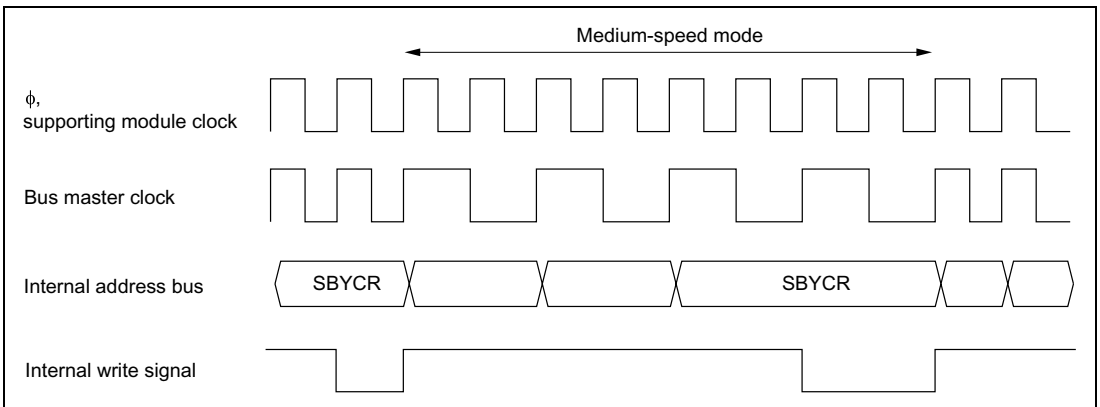 Medium-speed mode
ϕ,
supporting module clock
Bus master clock
Internal address bus
SBYCR
SBYCR
Internal write signal